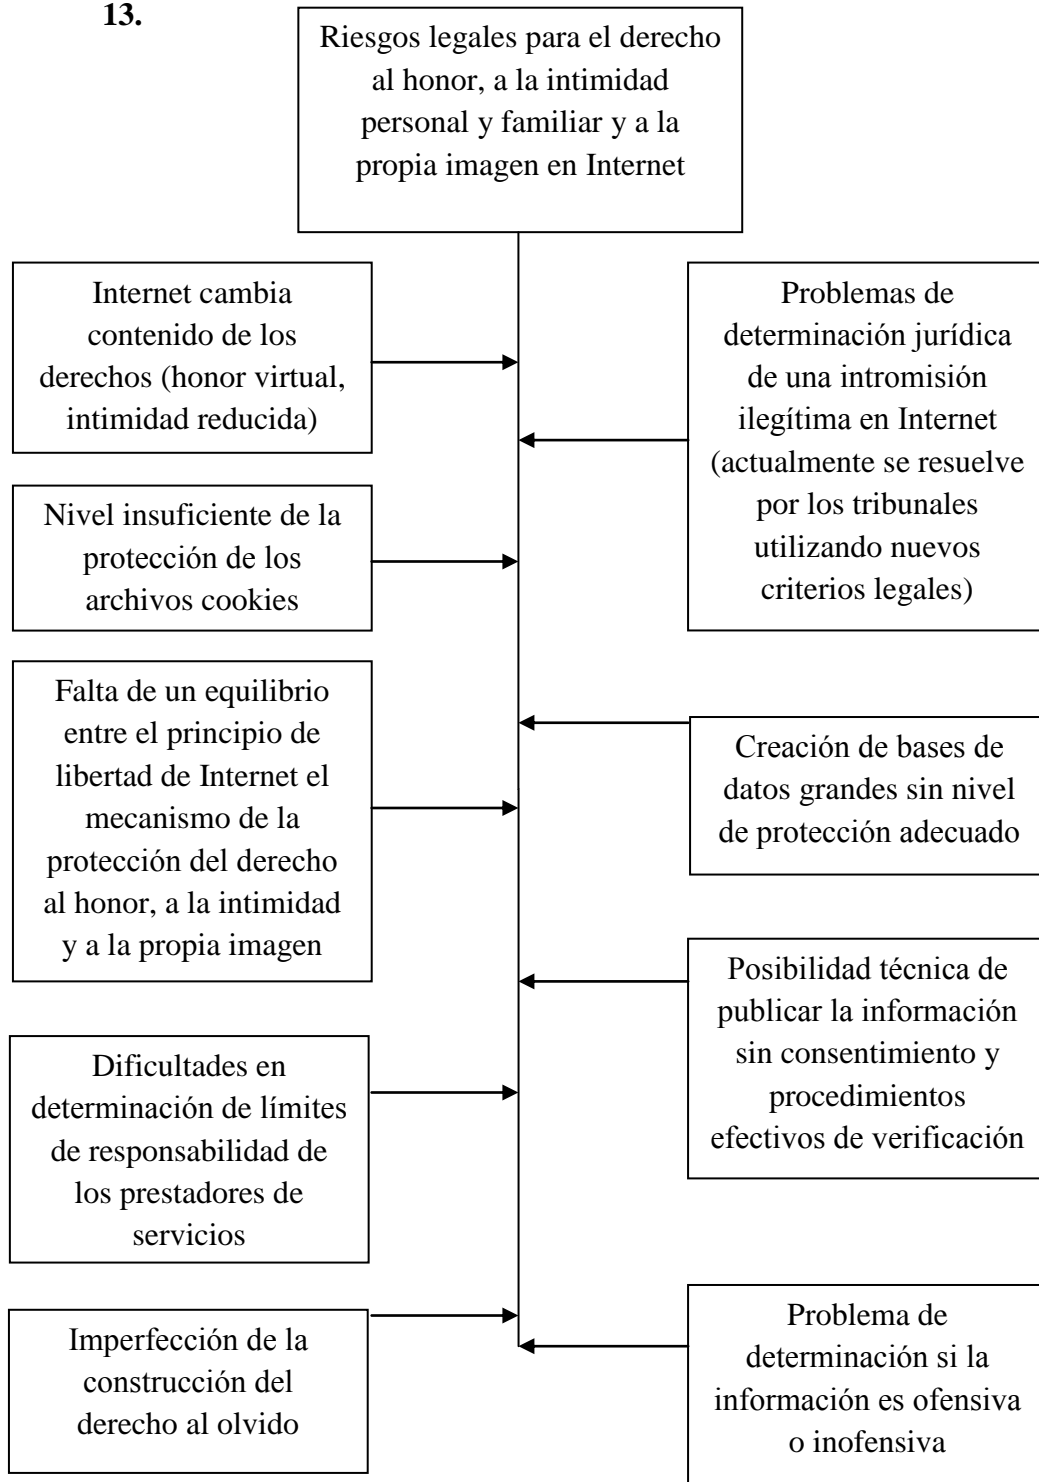 13.
Riesgos legales para el derecho
al honor, a la intimidad
personal y familiar y a la
propia imagen en Internet
Internet cambia
contenido de los
derechos (honor virtual,
intimidad reducida)
Problemas de
determinación jurídica
de una intromisión
ilegítima en Internet
(actualmente se resuelve
por los tribunales
utilizando nuevos
criterios legales)
Nivel insuficiente de la
protección de los
archivos cookies
Falta de un equilibrio
entre el principio de
libertad de Internet el
mecanismo de la
protección del derecho
al honor, a la intimidad
y a la propia imagen
Creación de bases de
datos grandes sin nivel
de protección adecuado
Posibilidad técnica de
publicar la información
sin consentimiento y
procedimientos
efectivos de verificación
Dificultades en
determinación de límites
de responsabilidad de
los prestadores de
servicios
Imperfección de la
construcción del
derecho al olvido
Problema de
determinación si la
información es ofensiva
o inofensiva